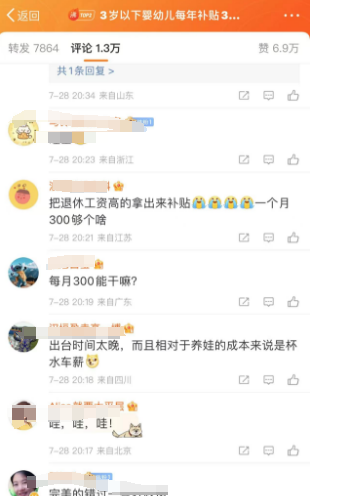 返回
TOP2
3岁以下婴幼儿每年补贴3...
转发 7864
评论 1.3万
赞 6.9万
共1条回复 >
7-28 20:34 来自山东
7-28 20:23 来自浙江
把退休工资高的拿出来补贴😭😭😭😭一个月
300够个啥
7-28 20:21 来自江苏
每月300能干嘛?
7-28 20:19 来自广东
出台时间太晚，而且相对于养娃的成本来说是杯
水车薪
7-28 20:18 来自四川
哇，哇，哇!
7-28 20:17 来自北京
完美的错过